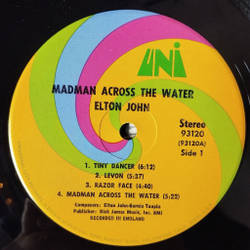 UNI
MADMAN ACROSS THE WATER
ELTON JOHN
Stereo
93120
(93120A)
Side 1
1. TINY DANCER (6:12)
2. LEVON (5:37)
3. RAZOR FACE (4:40)
4. MADMAN ACROSS THE WATER (5:22)
Composers: Elton John-Bernie Taupin
Publisher: Dick James Music, Inc. BMI
RECORDED IN ENGLAND